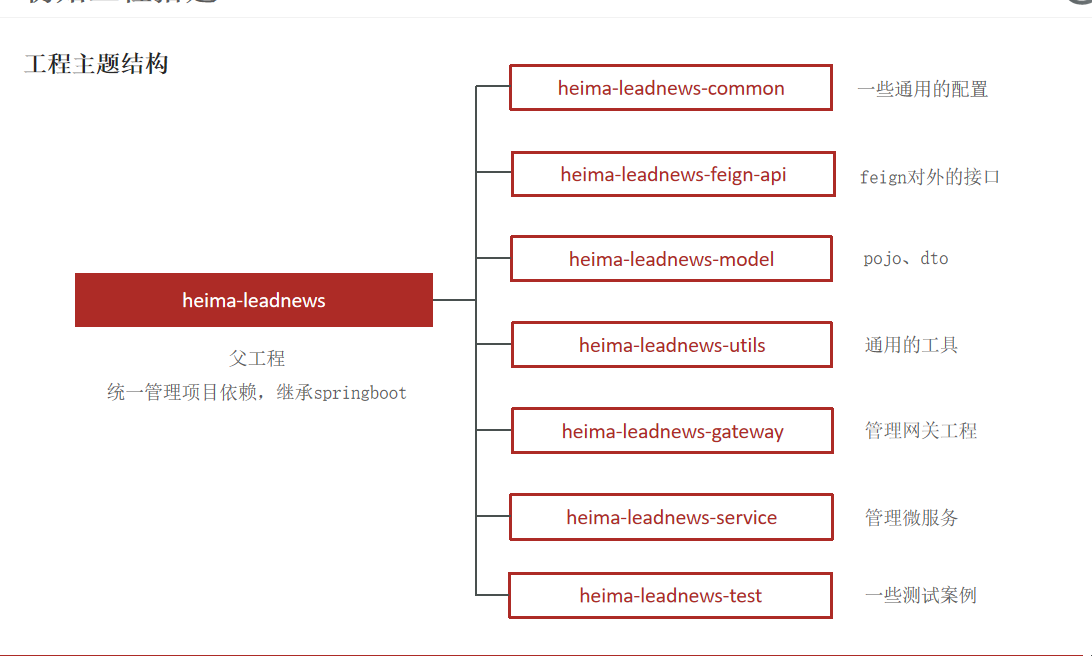 工程主题结构
heima-leadnews-common
一些通用的配置
heima-leadnews-feign-api
feign对外的接口
heima-leadnews-model
pojo、dto
heima-leadnews
父工程
统一管理项目依赖，继承springboot
heima-leadnews-utils
通用的工具
heima-leadnews-gateway
管理网关工程
heima-leadnews-service
管理微服务
heima-leadnews-test
一些测试案例